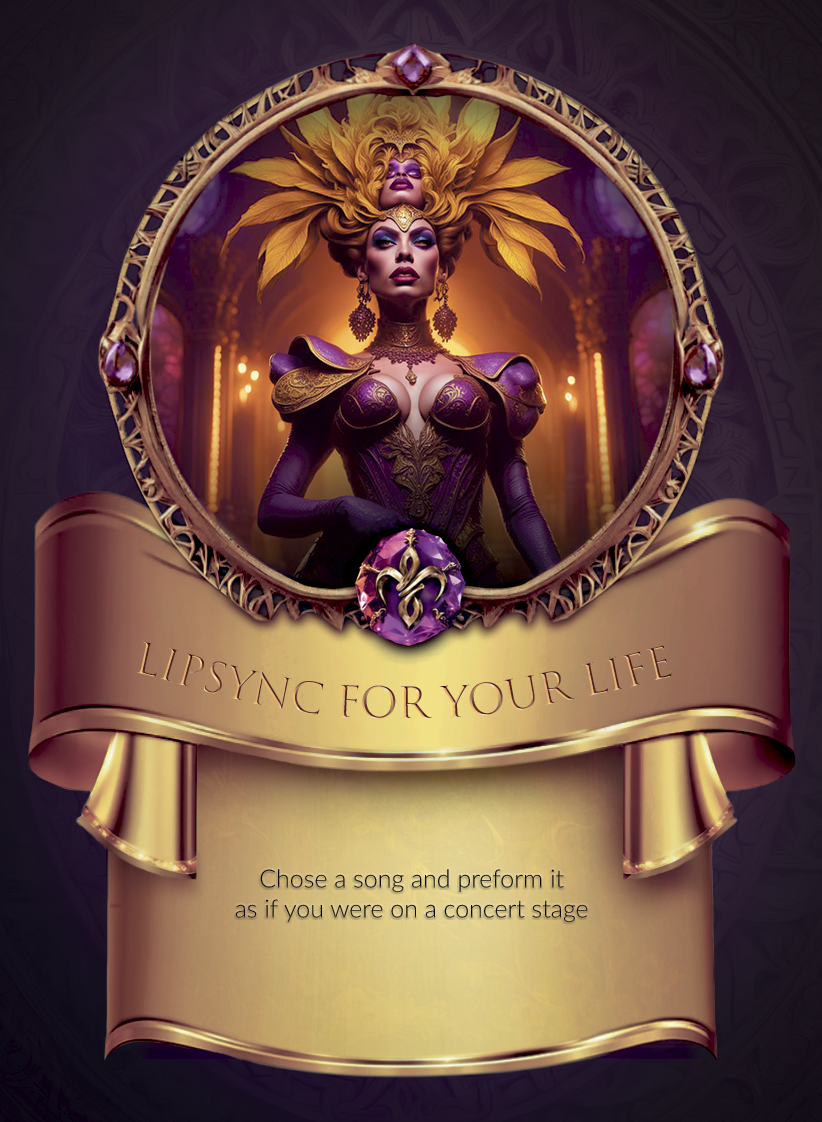 LIPSYNC FOR YOUR LIFE
Chose a song and preform it
as if you were on a concert stage